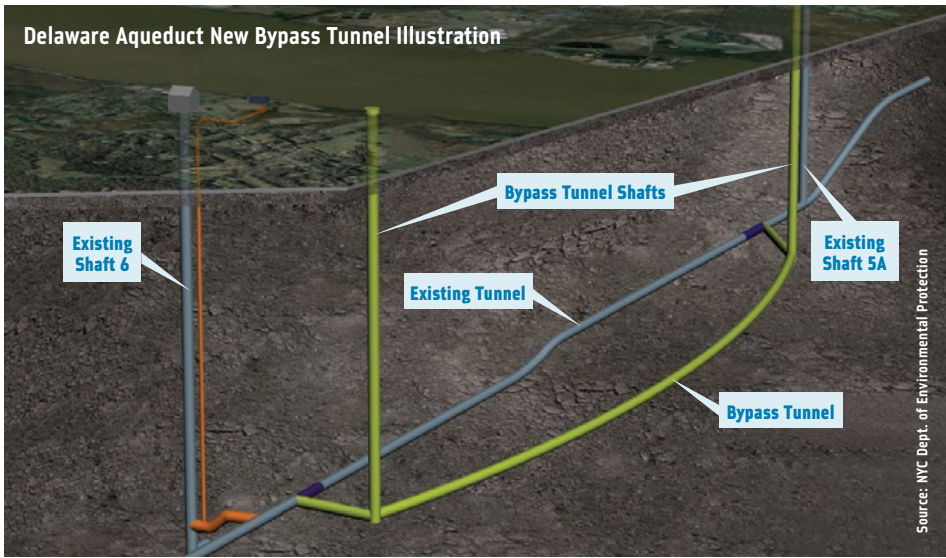 Delaware Aqueduct New Bypass Tunnel Illustration
Bypass Tunnel Shafts
Existing
Shaft 6
Existing
Shaft 5A
Existing Tunnel
Bypass Tunnel
Source: NYC Dept. of Environmental Protection